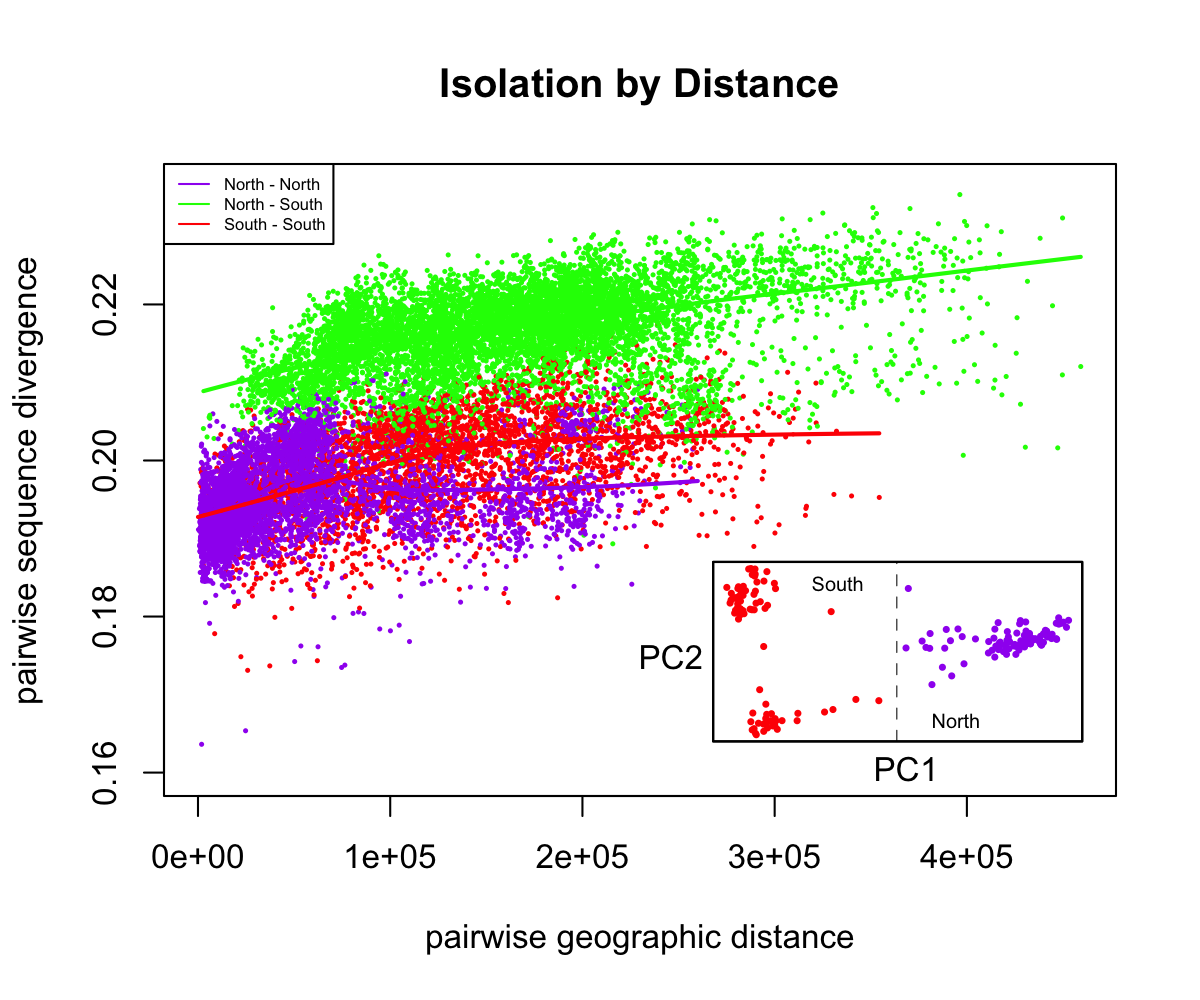 Isolation by Distance
North - North
North - South
South - South
pairwise sequence divergence
0.22
0.20
0.18
0.16
South
PC2
North
PC1
0e+00 1e+05 2e+05 3e+05 4e+05
pairwise geographic distance